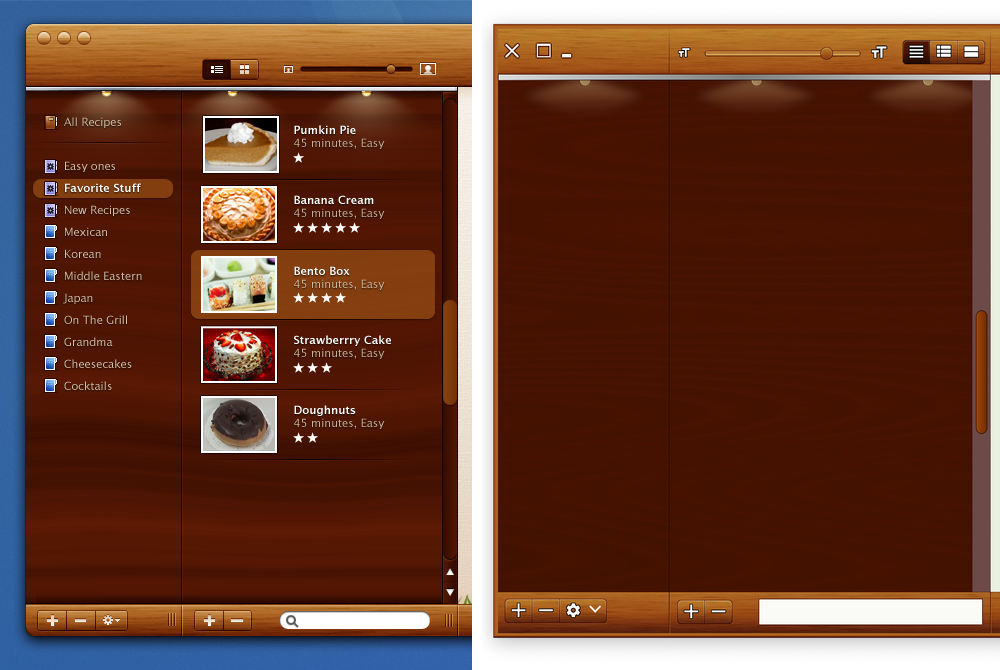 тT
тT
All Recipes
Easy ones
Favorite Stuff
New Recipes
Mexican
Korean
Middle Eastern
Japan
On The Grill
Grandma
Cheesecakes
Cocktails
Pumkin Pie
45 minutes, Easy
★
Banana Cream
45 minutes, Easy
★★★★★
Bento Box
45 minutes, Easy
★★★★
Strawberrry Cake
45 minutes, Easy
★★★
Doughnuts
45 minutes, Easy
★★